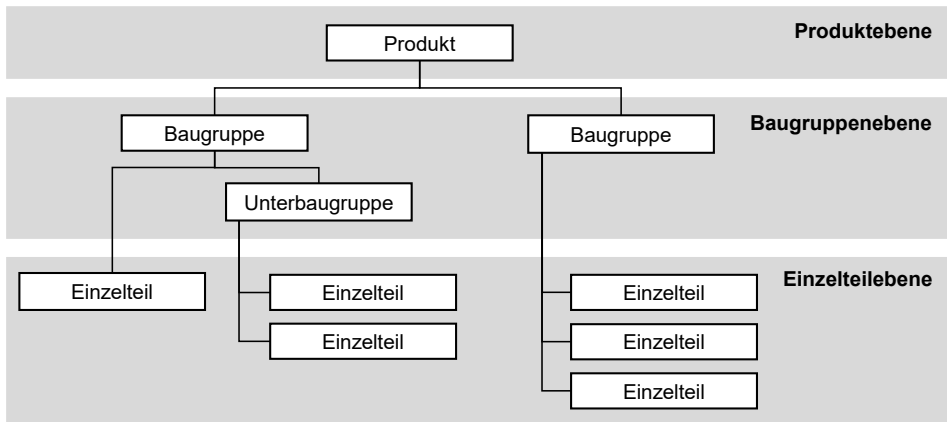 Produktebene
Produkt
Baugruppenebene
Baugruppe
Baugruppe
Unterbaugruppe
Einzelteilebene
Einzelteil
Einzelteil
Einzelteil
Einzelteil
Einzelteil
Einzelteil